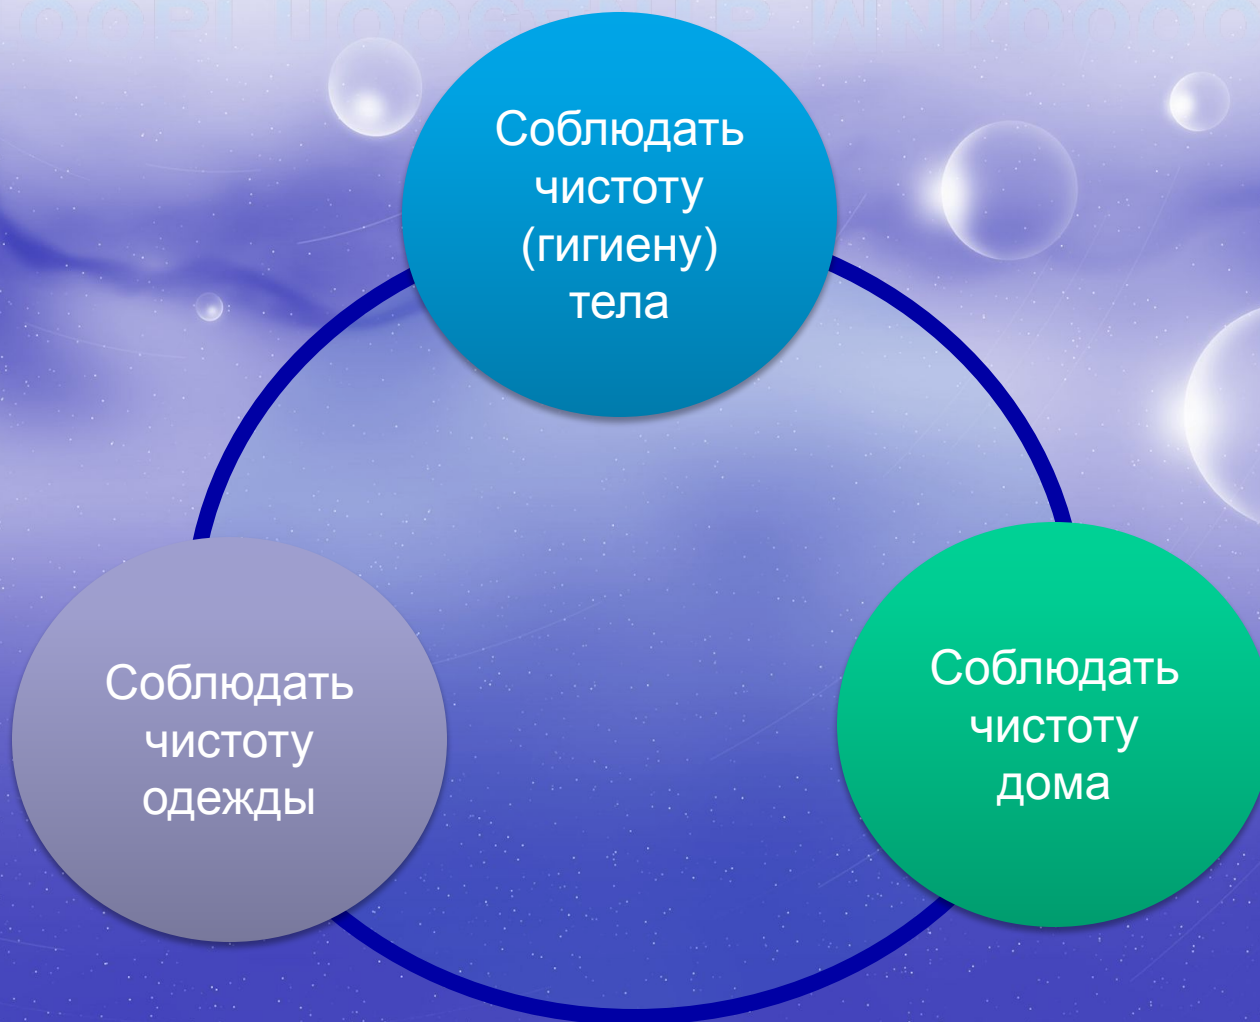 Соблюдать
чистоту
(гигиену)
тела
Соблюдать
чистоту
одежды
Соблюдать
чистоту
дома